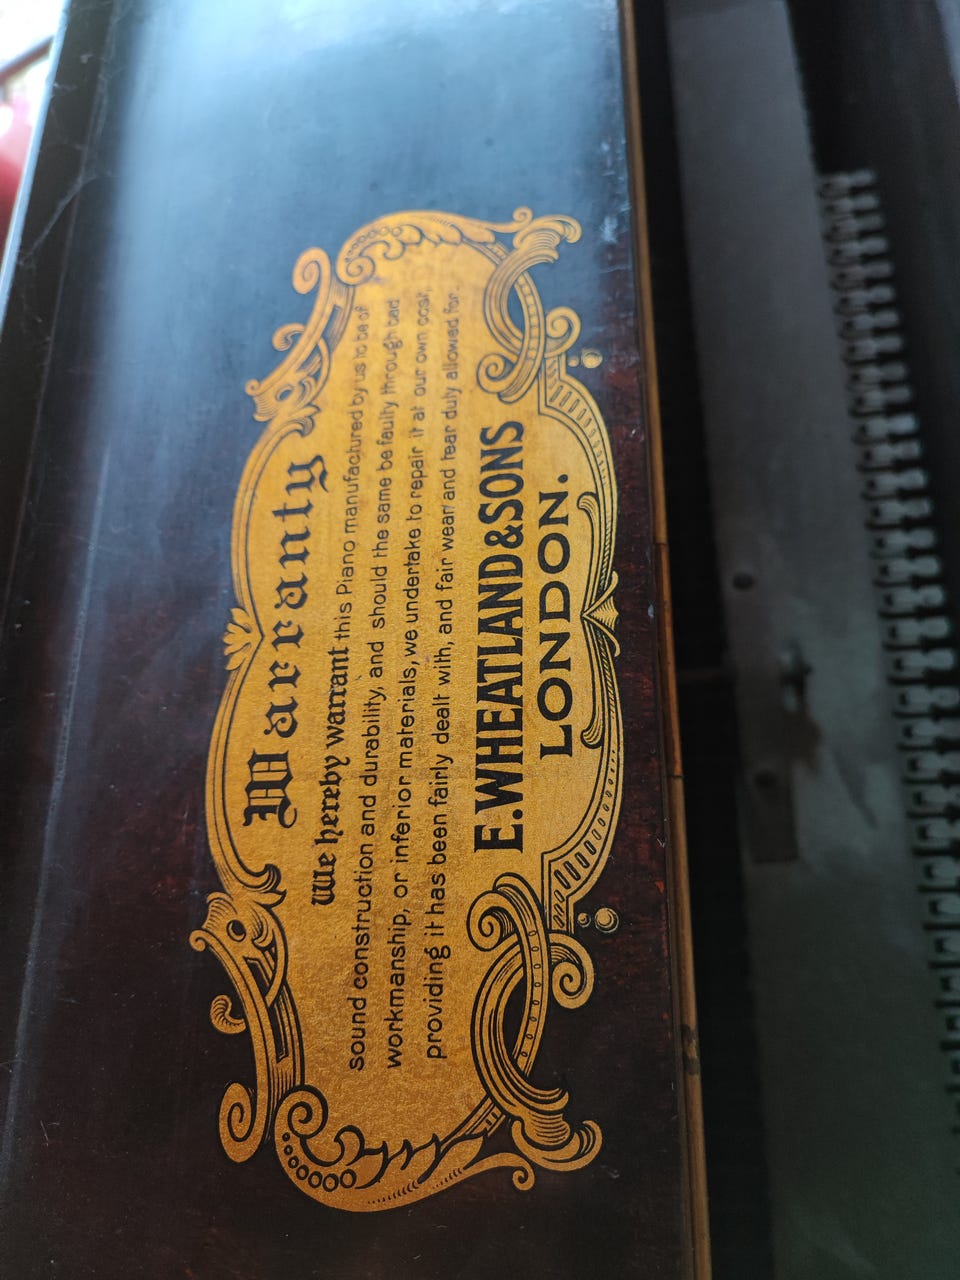 Warranty
We hereby warrant this Piano manufactured by us to be of
sound construction and durability, and should the same be faulty through bad
workmanship, or inferior materials, we undertake to repair it at our own cost,
providing it has been fairly dealt with, and fair wear and tear duly allowed for.
E. WHEATLAND & SONS
LONDON.